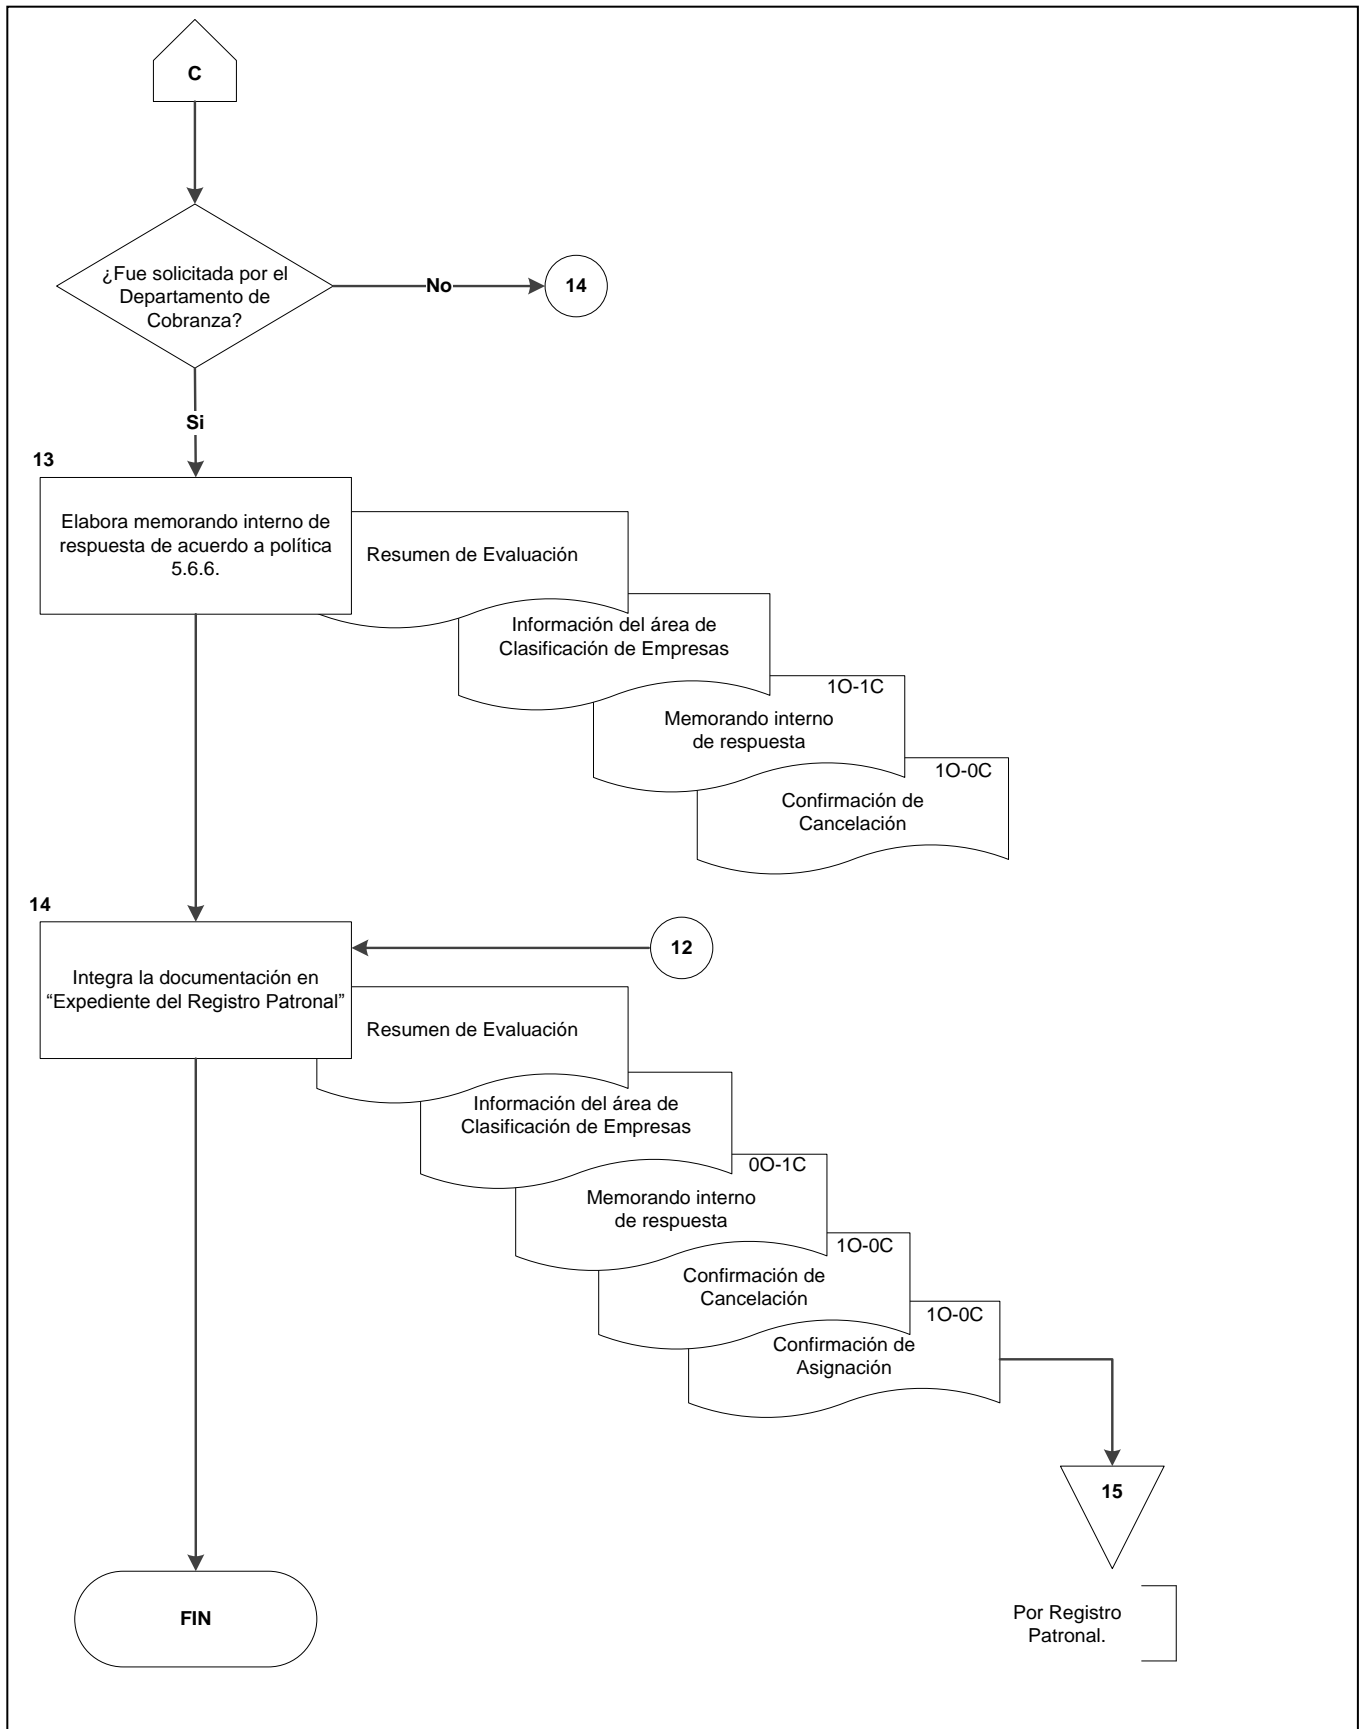 C
¿Fue solicitada por el
Departamento de
Cobranza?
No
14
Si
13
Elabora memorando interno de
respuesta de acuerdo a política
5.6.6.
Resumen de Evaluación
Información del área de
Clasificación de Empresas
1O-1C
Memorando interno
de respuesta
1O-0C
Confirmación de
Cancelación
14
12
Integra la documentación en
“Expediente del Registro Patronal”
Resumen de Evaluación
Información del área de
Clasificación de Empresas
0O-1C
Memorando interno
de respuesta
1O-0C
Confirmación de
Cancelación
1O-0C
Confirmación de
Asignación
15
FIN
Por Registro
Patronal.